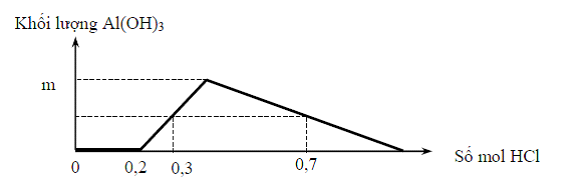 Khối lượng Al(OH)3
m
0 0,2 0,3 0,7 Số mol HCl